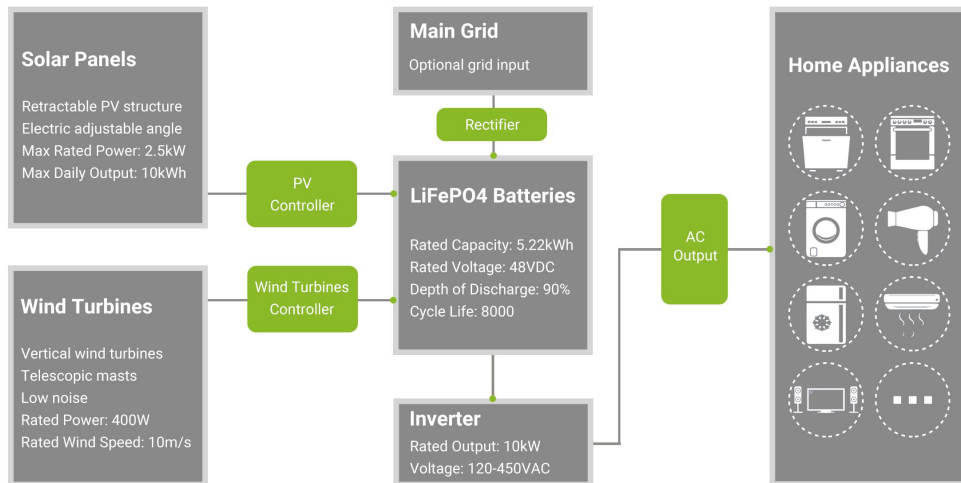 Solar Panels
Retractable PV structure
Electric adjustable angle
Max Rated Power: 2.5kW
Max Daily Output: 10kWh
Main Grid
Optional grid input
Rectifier
PV
Controller
LiFePO4 Batteries
Rated Capacity: 5.22kWh
Rated Voltage: 48VDC
Depth of Discharge: 90%
Cycle Life: 8000
Wind Turbines
Controller
Wind Turbines
Vertical wind turbines
Telescopic masts
Low noise
Rated Power: 400W
Rated Wind Speed: 10m/s
Inverter
Rated Output: 10kW
Voltage: 120-450VAC
AC
Output
Home Appliances